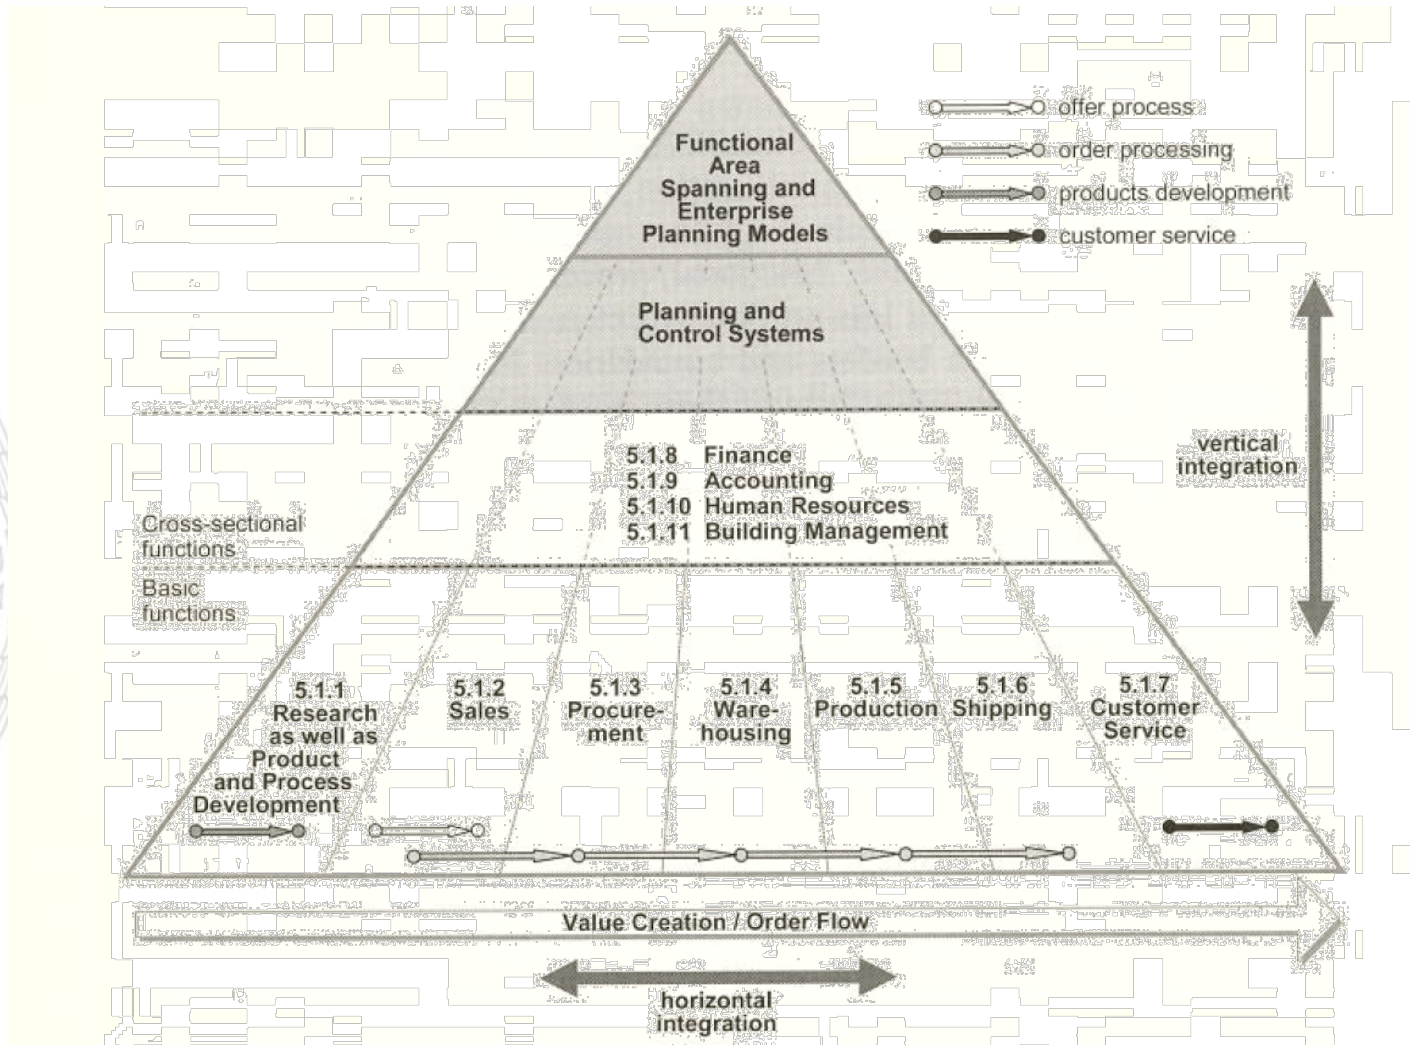 Functional
Area
Spanning and
Enterprise
Planning Models
offer process
order processing
products development
customer service
Planning and
Control Systems
5.1.8 Finance
5.1.9 Accounting
5.1.10 Human Resources
5.1.11 Building Management
vertical
integration
Cross-sectional
functions
Basic
functions
5.1.1
Research
as well as
Product
and Process
Development
5.1.2
Sales
5.1.3
Procure-
ment
5.1.4
Ware-
housing
5.1.5
Production
5.1.6
Shipping
5.1.7
Customer
Service
Value Creation / Order Flow
horizontal
integration